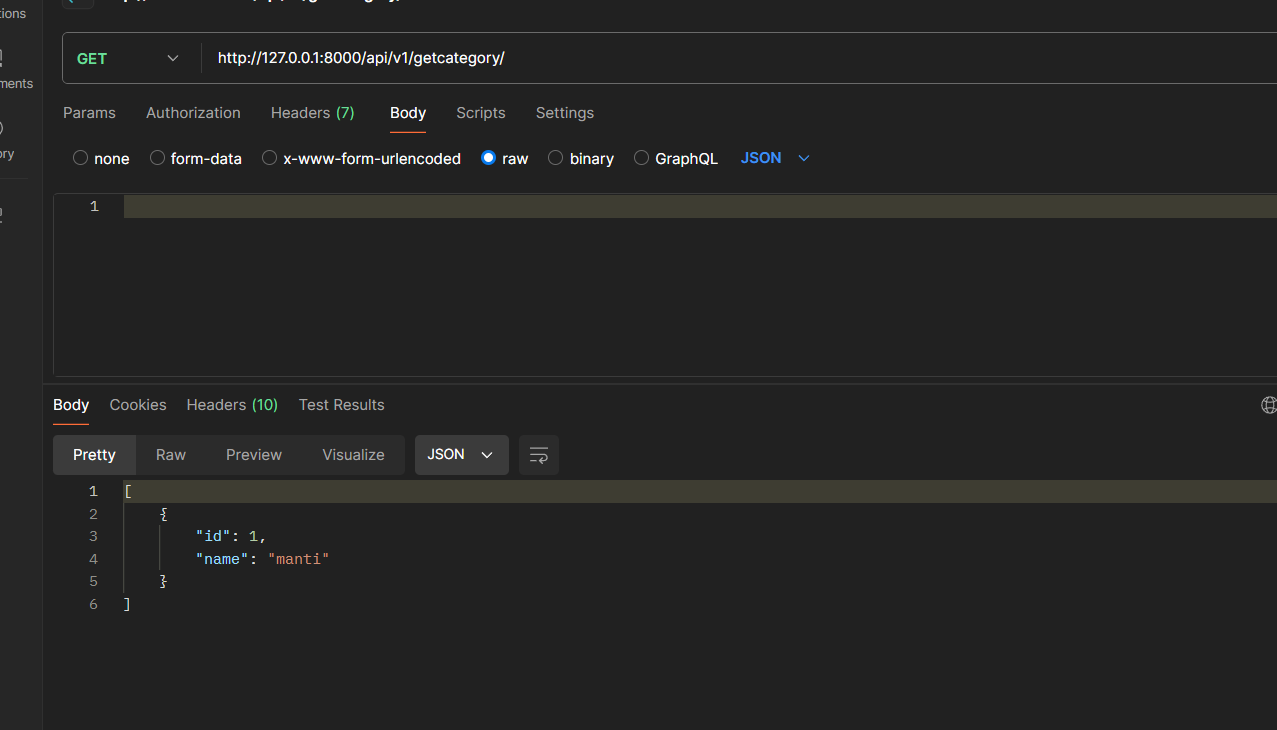 tions
GET http://127.0.0.1:8000/api/v1/getcategory/
ments
Params Authorization Headers (7) Body Scripts Settings
ory
none form-data x-www-form-urlencoded raw binary GraphQL JSON
1
Body Cookies Headers (10) Test Results
Pretty Raw Preview Visualize JSON
1 [
2 {
3 "id": 1,
4 "name": "manti"
5 }
6 ]